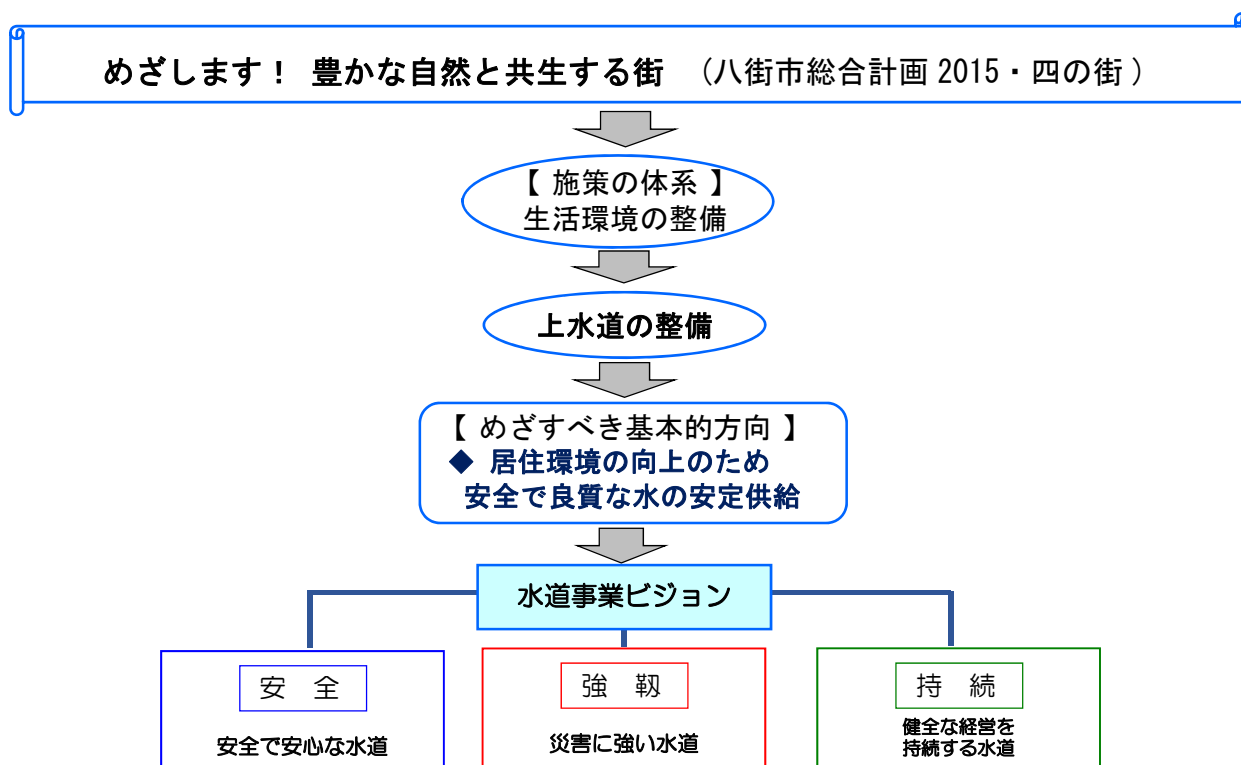 めざします！ 豊かな自然と共生する街 （八街市総合計画 2015・四の街）
【 施策の体系 】
生活環境の整備
上水道の整備
【 めざすべき基本的方向 】
◆ 居住環境の向上のため
安全で良質な水の安定供給
水道事業ビジョン
安 全
安全で安心な水道
強 靱
災害に強い水道
持 続
健全な経営を
持続する水道